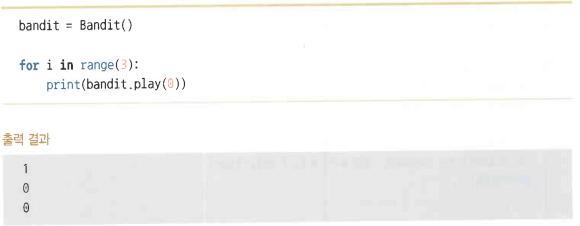 bandit = Bandit()
for i in range(3):
    print(bandit.play(0))
출력 결과
1
0
0